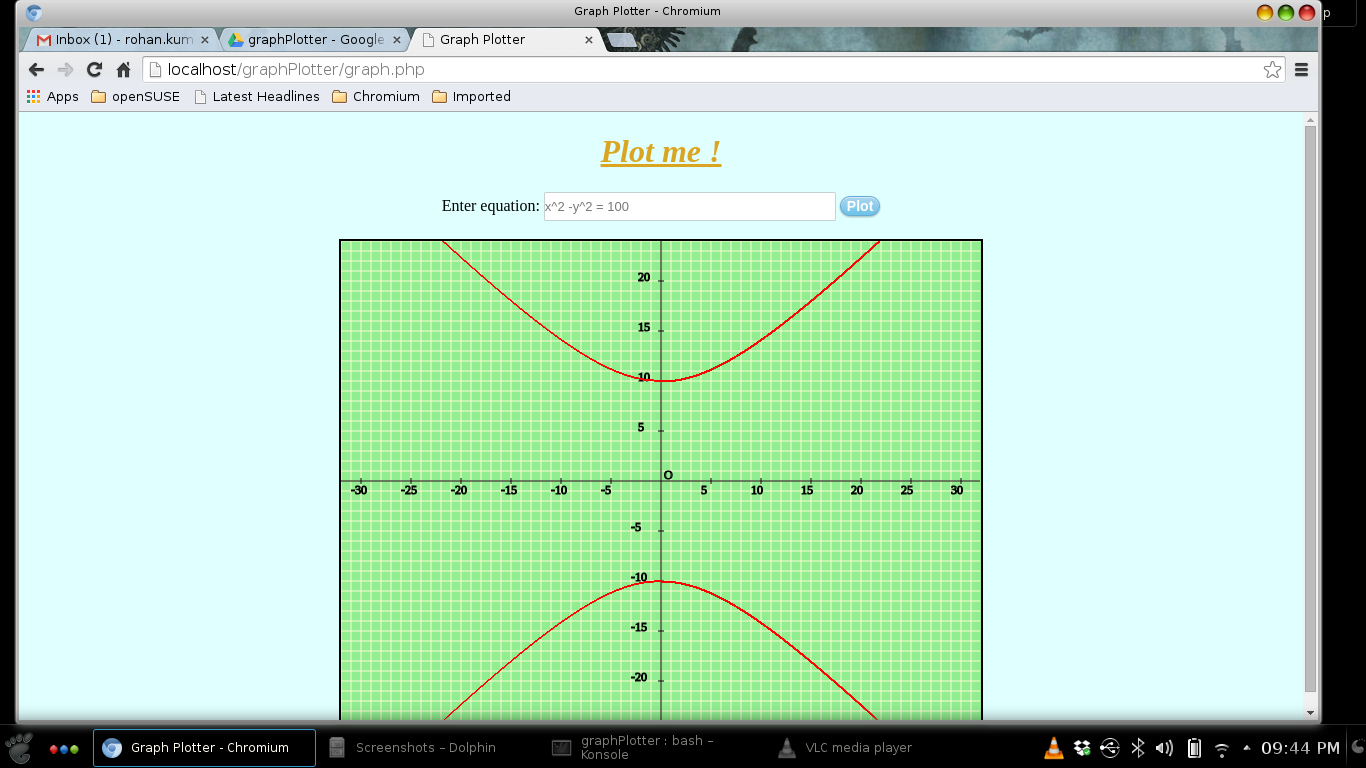 Graph Plotter - Chromium
p
Inbox (1) - rohan.kum
graphPlotter - Google
Graph Plotter
localhost/graphPlotter/graph.php
Apps
openSUSE
Latest Headlines
Chromium
Imported
Plot me !
Enter equation:
x^2 -y^2 = 100
Plot
20
15
10
5
O
-30 -25 -20 -15 -10 -5 5 10 15 20 25 30
-5
-10
-15
-20
Graph Plotter - Chromium
Screenshots – Dolphin
graphPlotter : bash –
Konsole
VLC media player
09:44 PM